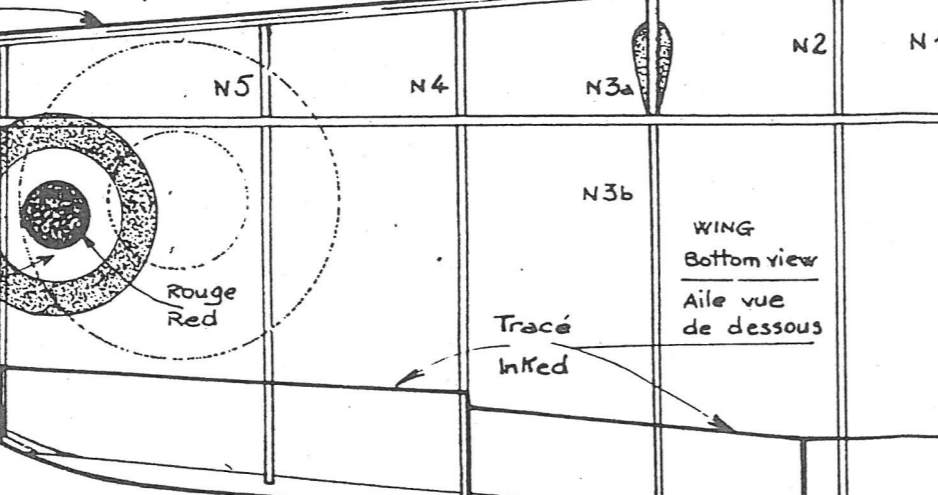 N5
N4
N3a
N2
N3b
WING
Bottom view
Aile vue
de dessous
Rouge
Red
Tracé
Inked